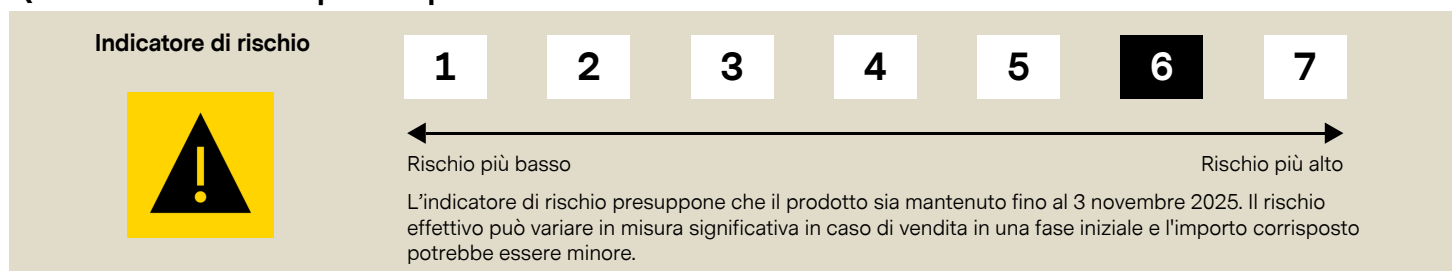 Indicatore di rischio
1 2 3 4 5 6 7
Rischio più basso Rischio più alto
L’indicatore di rischio presuppone che il prodotto sia mantenuto fino al 3 novembre 2025. Il rischio
effettivo può variare in misura significativa in caso di vendita in una fase iniziale e l'importo corrisposto
potrebbe essere minore.